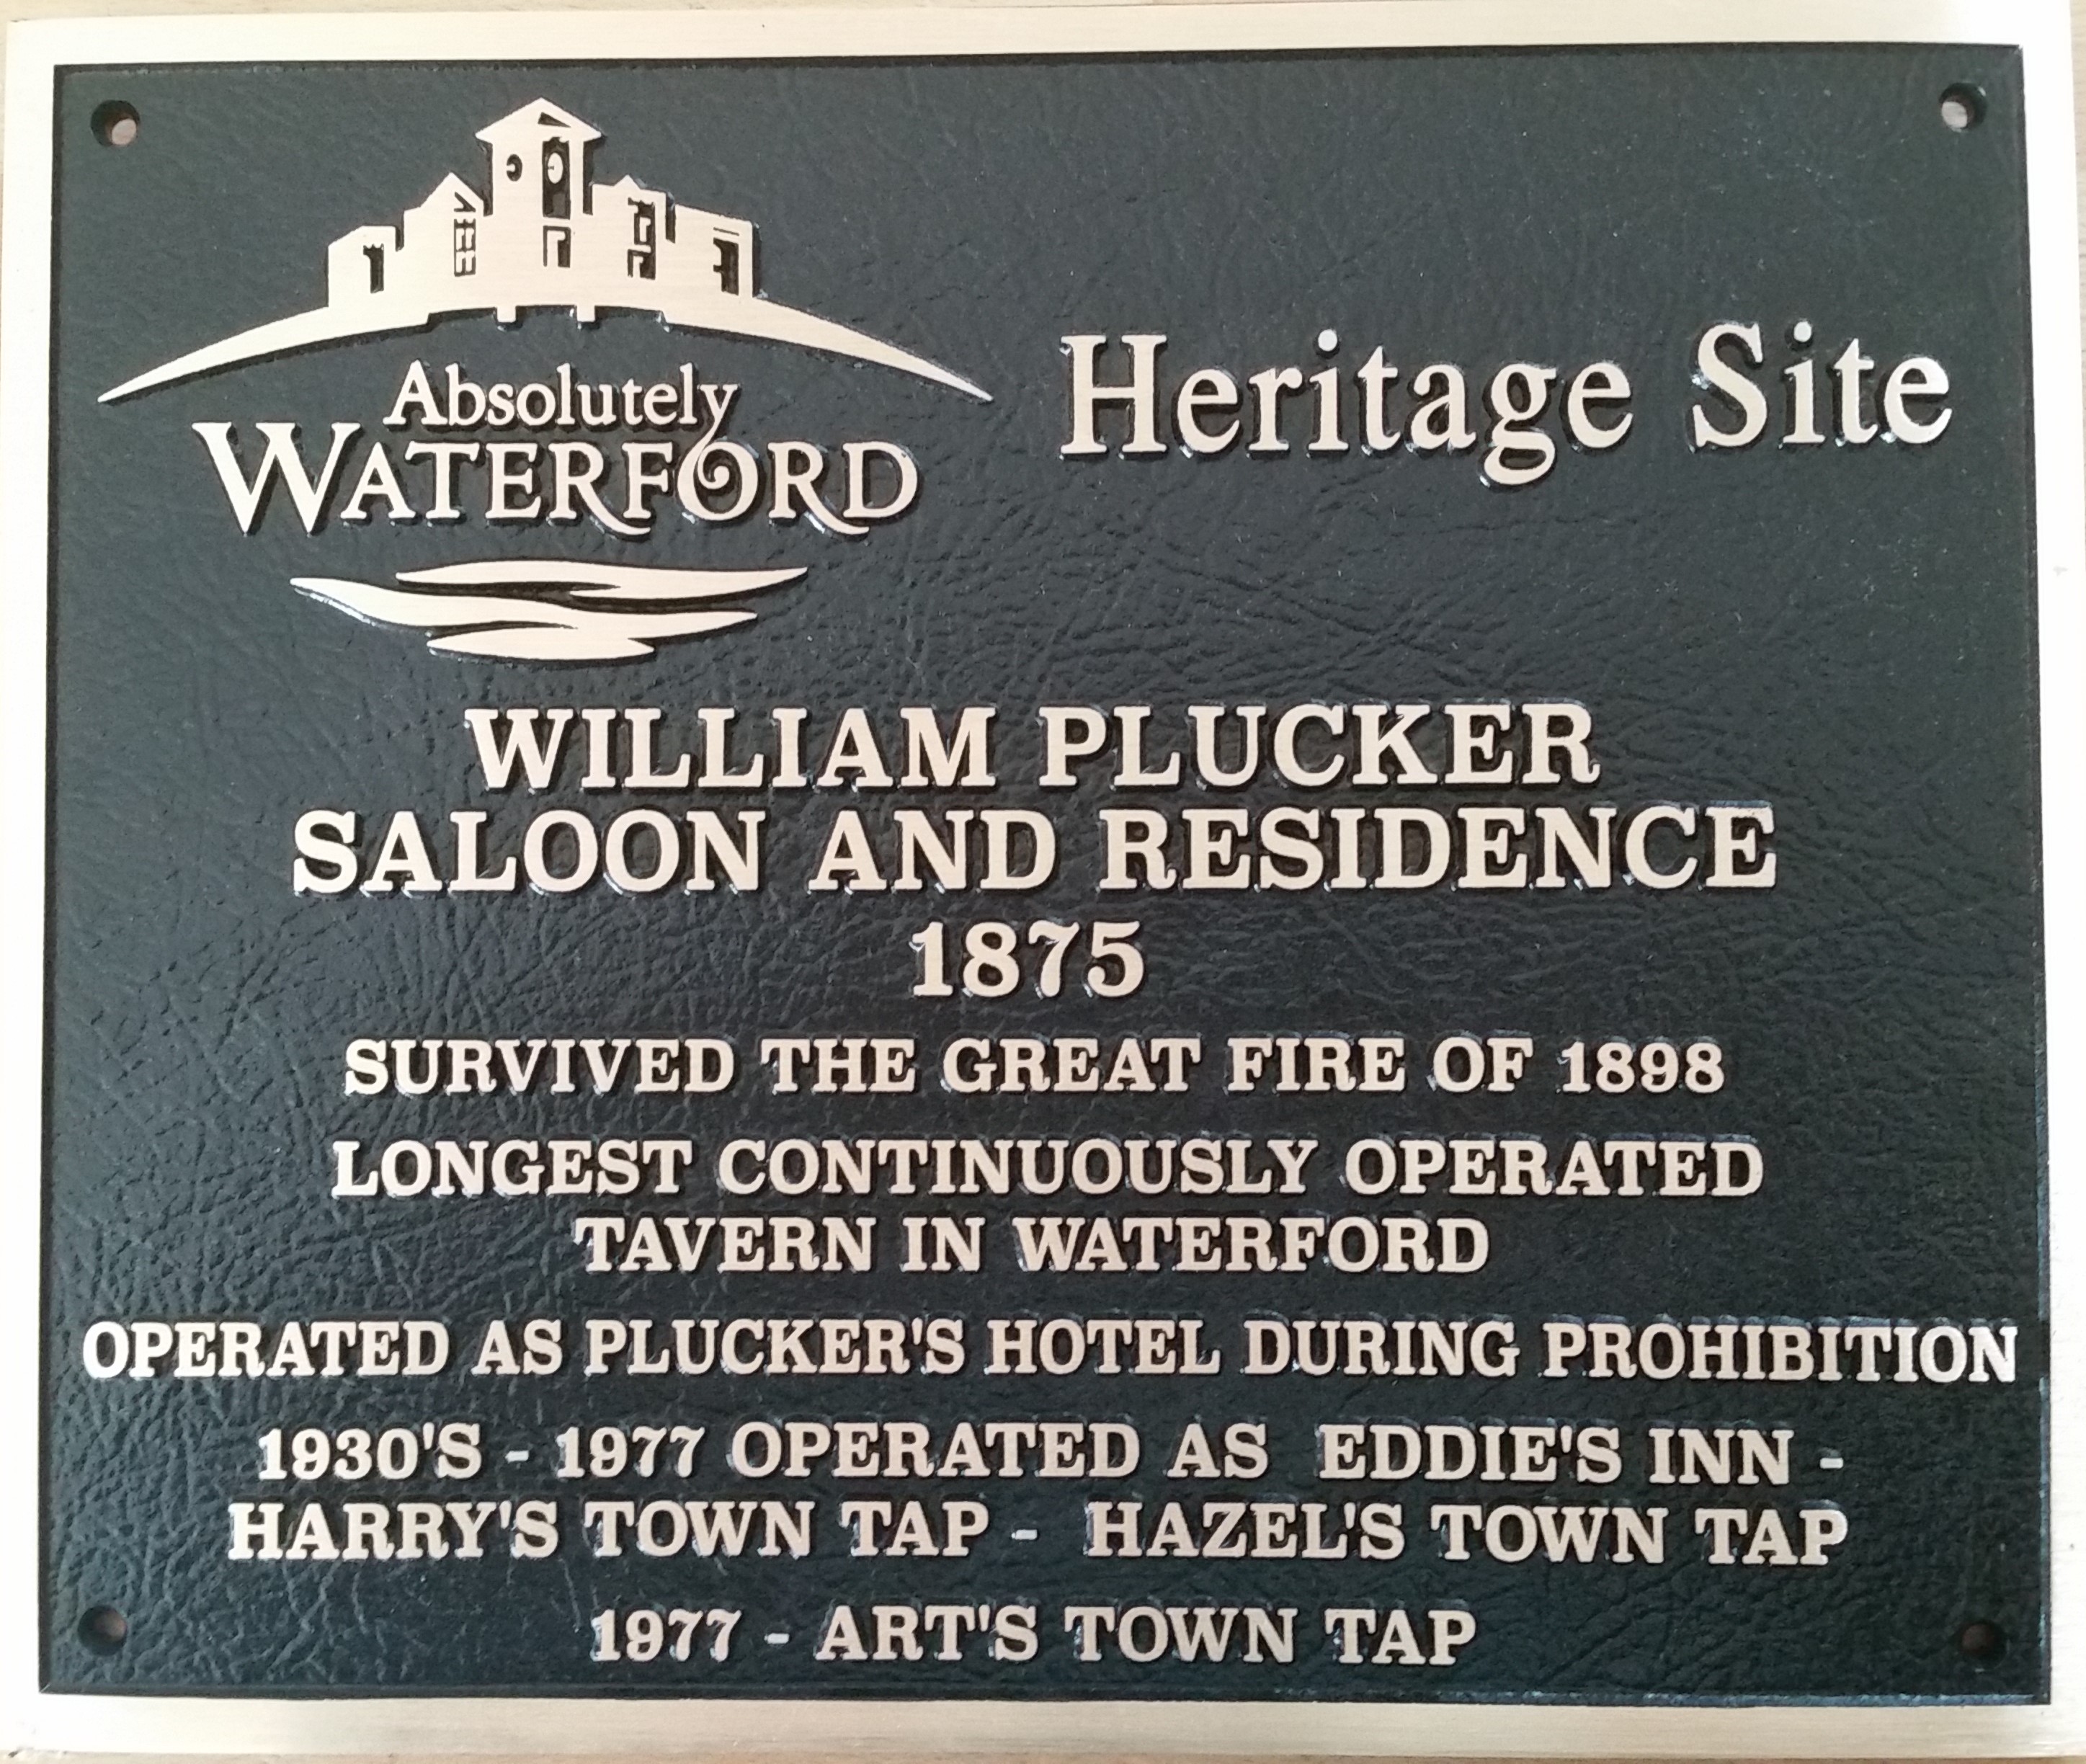 Absolutely
WATERFORD
Heritage Site
WILLIAM PLUCKER
SALOON AND RESIDENCE
1875
SURVIVED THE GREAT FIRE OF 1898
LONGEST CONTINUOUSLY OPERATED
TAVERN IN WATERFORD
OPERATED AS PLUCKER'S HOTEL DURING PROHIBITION
1930'S - 1977 OPERATED AS EDDIE'S INN -
HARRY'S TOWN TAP - HAZEL'S TOWN TAP
1977 - ART'S TOWN TAP